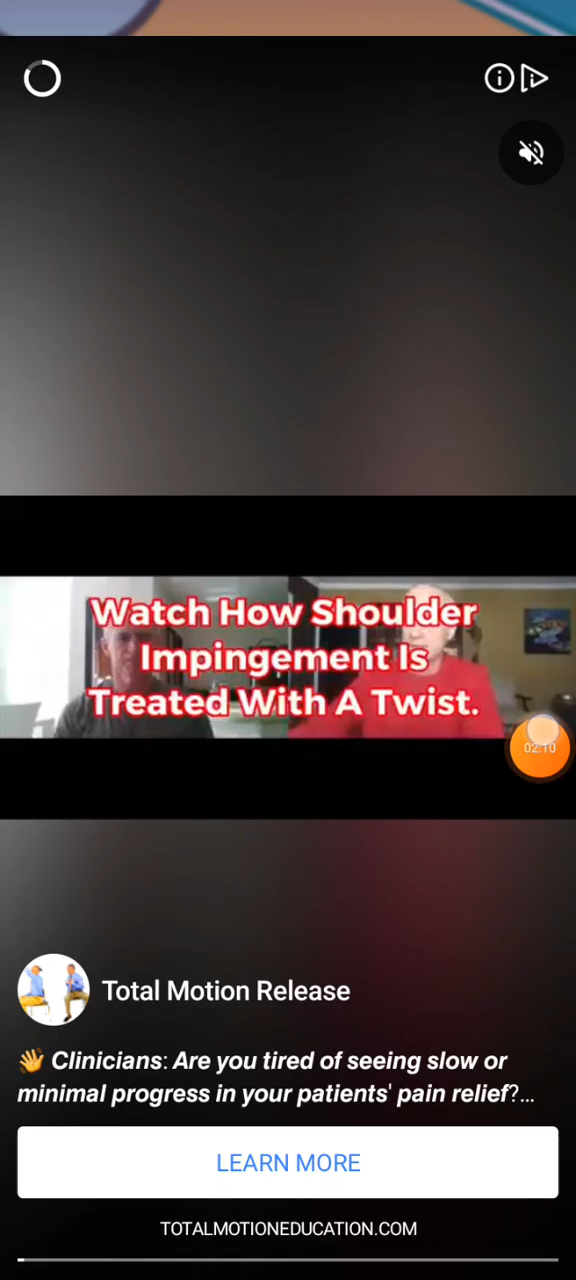 Watch How Shoulder
Impingement Is
Treated With A Twist.
02:10
Total Motion Release
👋 Clinicians: Are you tired of seeing slow or
minimal progress in your patients' pain relief?...
LEARN MORE
TOTALMOTIONEDUCATION.COM